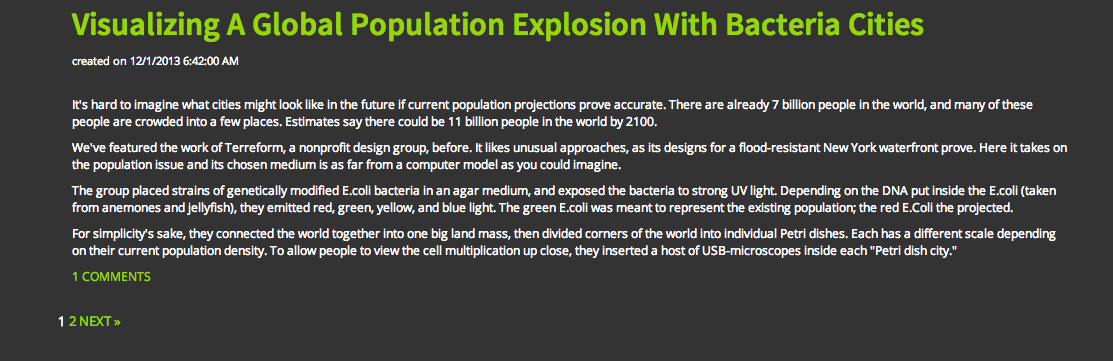 Visualizing A Global Population Explosion With Bacteria Cities
created on 12/1/2013 6:42:00 AM
It's hard to imagine what cities might look like in the future if current population projections prove accurate. There are already 7 billion people in the world, and many of these
people are crowded into a few places. Estimates say there could be 11 billion people in the world by 2100.
We've featured the work of Terreform, a nonprofit design group, before. It likes unusual approaches, as its designs for a flood-resistant New York waterfront prove. Here it takes on
the population issue and its chosen medium is as far from a computer model as you could imagine.
The group placed strains of genetically modified E.coli bacteria in an agar medium, and exposed the bacteria to strong UV light. Depending on the DNA put inside the E.coli (taken
from anemones and jellyfish), they emitted red, green, yellow, and blue light. The green E.coli was meant to represent the existing population; the red E.Coli the projected.
For simplicity's sake, they connected the world together into one big land mass, then divided corners of the world into individual Petri dishes. Each has a different scale depending
on their current population density. To allow people to view the cell multiplication up close, they inserted a host of USB-microscopes inside each "Petri dish city."
1 COMMENTS
1 2 NEXT »